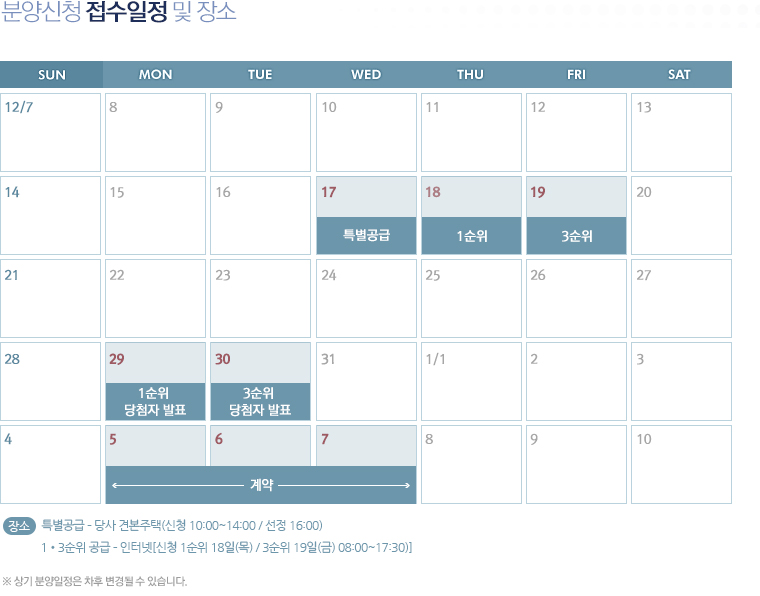 분양신청 접수일정 및 장소
SUN MON TUE WED THU FRI SAT
12/7 8 9 10 11 12 13
14 15 16 17 18 19 20
특별공급 1순위 3순위
21 22 23 24 25 26 27
28 29 30 31 1/1 2 3
1순위 3순위
당첨자 발표 당첨자 발표
4 5 6 7 8 9 10
계약
장소 특별공급 - 당사 견본주택(신청 10:00~14:00 / 선정 16:00)
1 • 3순위 공급 - 인터넷[신청 1순위 18일(목) / 3순위 19일(금) 08:00~17:30)]
※ 상기 분양일정은 차후 변경될 수 있습니다.